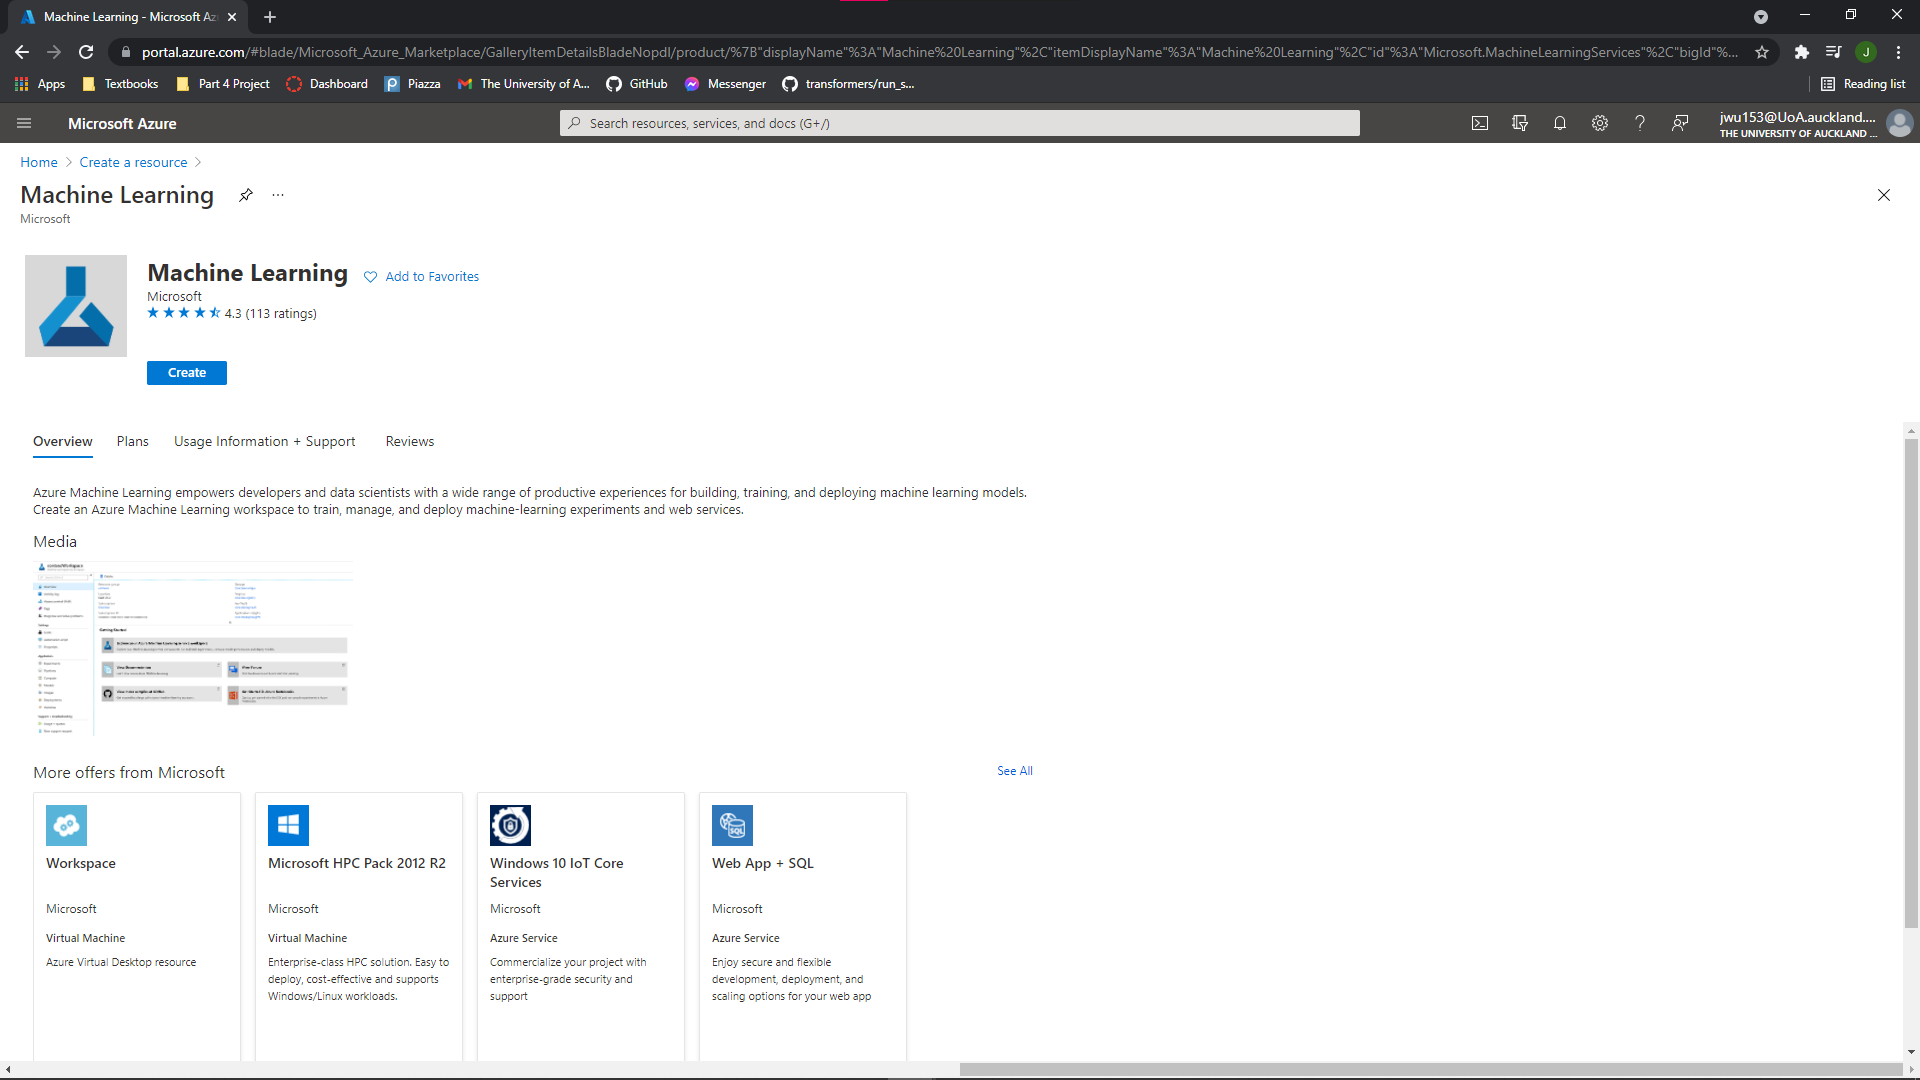 Machine Learning - Microsoft Az
portal.azure.com/#blade/Microsoft_Azure_Marketplace/GalleryItemDetailsBladeNopdl/product/%7B"displayName"%3A"Machine%20Learning"%2C"itemDisplayName"%3A"Machine%20Learning"%2C"id"%3A"Microsoft.MachineLearningServices"%2C"bigId"%...
J
Apps Textbooks Part 4 Project Dashboard Piazza The University of A... GitHub Messenger transformers/run_s... Reading list
Microsoft Azure
Search resources, services, and docs (G+/)
jwu153@UoA.auckland....
THE UNIVERSITY OF AUCKLAND ...
Home > Create a resource >
Machine Learning ...
Microsoft
Machine Learning Add to Favorites
Microsoft
4.3 (113 ratings)
Create
Overview Plans Usage Information + Support Reviews
Azure Machine Learning empowers developers and data scientists with a wide range of productive experiences for building, training, and deploying machine learning models.
Create an Azure Machine Learning workspace to train, manage, and deploy machine-learning experiments and web services.
Media
More offers from Microsoft See All
Workspace
Microsoft
Virtual Machine
Azure Virtual Desktop resource
Microsoft HPC Pack 2012 R2
Microsoft
Virtual Machine
Enterprise-class HPC solution. Easy to
deploy, cost-effective and supports
Windows/Linux workloads.
Windows 10 IoT Core
Services
Microsoft
Azure Service
Commercialize your project with
enterprise-grade security and
support
SQL
Web App + SQL
Microsoft
Azure Service
Enjoy secure and flexible
development, deployment, and
scaling options for your web app